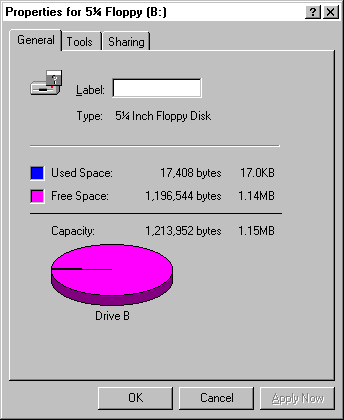 Properties for 5¼ Floppy (B:)
General Tools Sharing
Label:
Type: 5¼ Inch Floppy Disk
Used Space: 17,408 bytes 17.0KB
Free Space: 1,196,544 bytes 1.14MB
Capacity: 1,213,952 bytes 1.15MB
Drive B
OK Cancel Apply Now